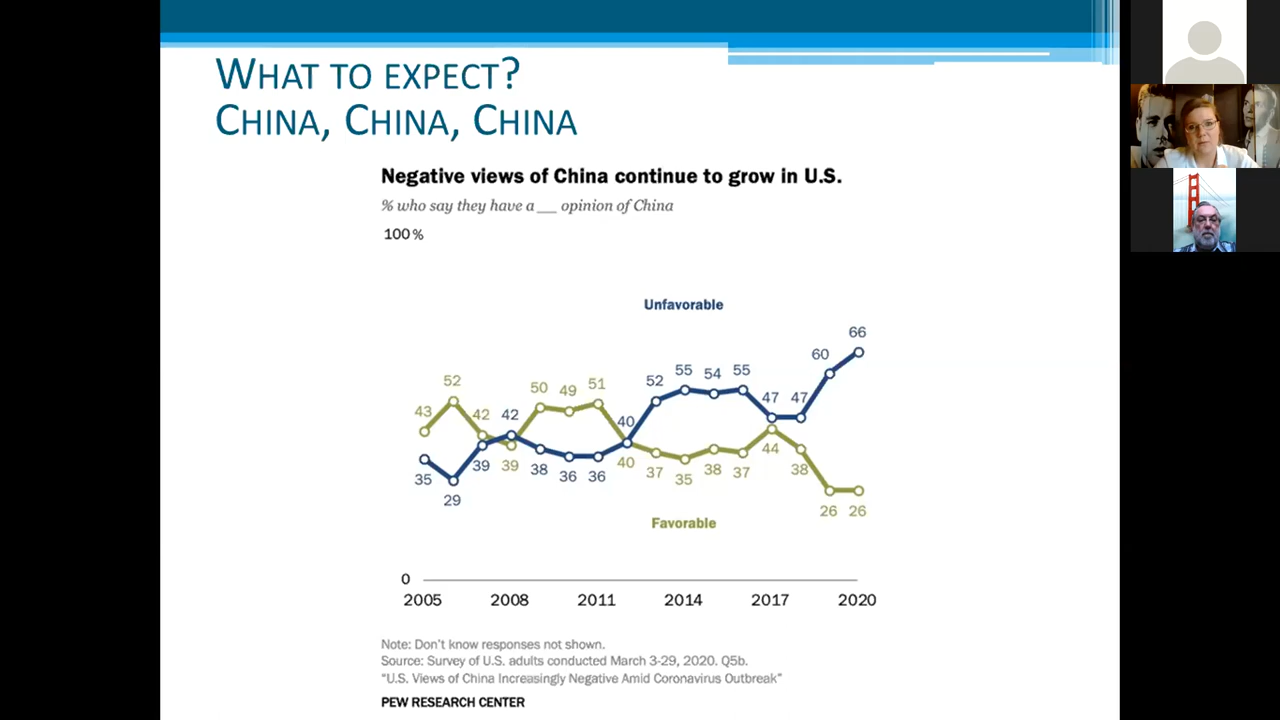 WHAT TO EXPECT?
CHINA, CHINA, CHINA
Negative views of China continue to grow in U.S.
% who say they have a __ opinion of China
100 %
Unfavorable
66
60
52 55 54 55
52 50 49 51 47 47
43 42 42 40
39 39 38 36 36 40 37 35 38 37 44 38
35
29
26 26
Favorable
0
2005 2008 2011 2014 2017 2020
Note: Don't know responses not shown.
Source: Survey of U.S. adults conducted March 3-29, 2020. Q5b.
"U.S. Views of China Increasingly Negative Amid Coronavirus Outbreak"
PEW RESEARCH CENTER